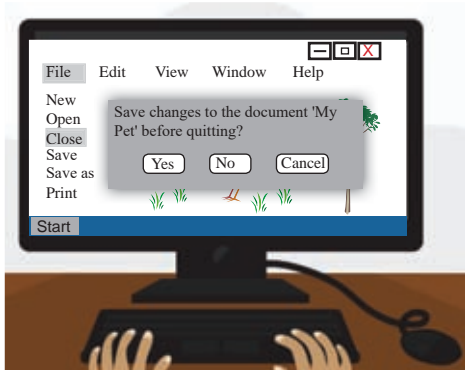 File Edit View Window Help
New
Open
Close
Save
Save as
Print
Save changes to the document 'My
Pet' before quitting?
Yes No Cancel
Start